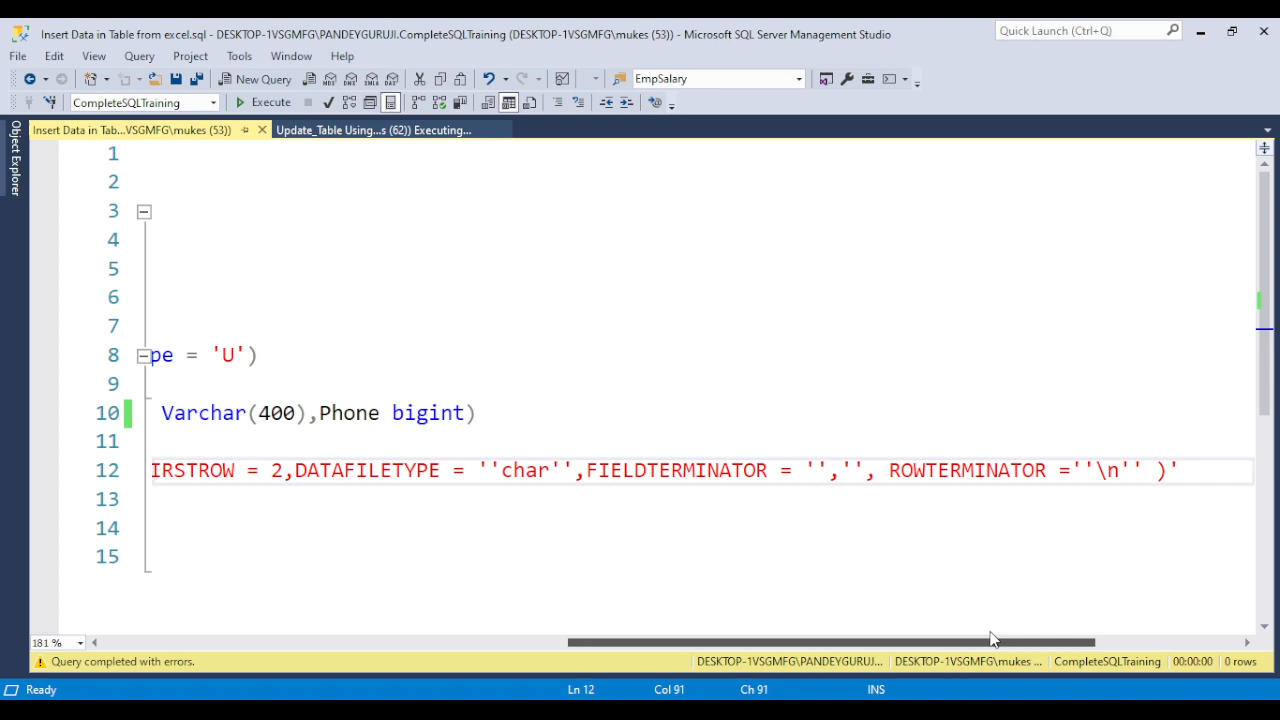 Insert Data in Table from excel.sql - DESKTOP-1VSGMFG\PANDEYGURUJI.CompleteSQLTraining (DESKTOP-1VSGMFG\mukes (53)) - Microsoft SQL Server Management Studio
Quick Launch (Ctrl+Q)
File Edit View Query Project Tools Window Help
New Query
EmpSalary
CompleteSQLTraining
Execute
Insert Data in Tab...VSGMFG\mukes (53))
Update_Table Using...s (62)) Executing...
Object Explorer
1
2
3
4
5
6
7
8 pe = 'U')
9
10 Varchar(400),Phone bigint)
11
12 IRSTROW = 2,DATAFILETYPE = ''char'',FIELDTERMINATOR = '','', ROWTERMINATOR =''\n'' )'
13
14
15
181 %
Query completed with errors.
DESKTOP-1VSGMFG\PANDEYGURUJ... DESKTOP-1VSGMFG\mukes ... CompleteSQLTraining 00:00:00 0 rows
Ready Ln 12 Col 91 Ch 91 INS